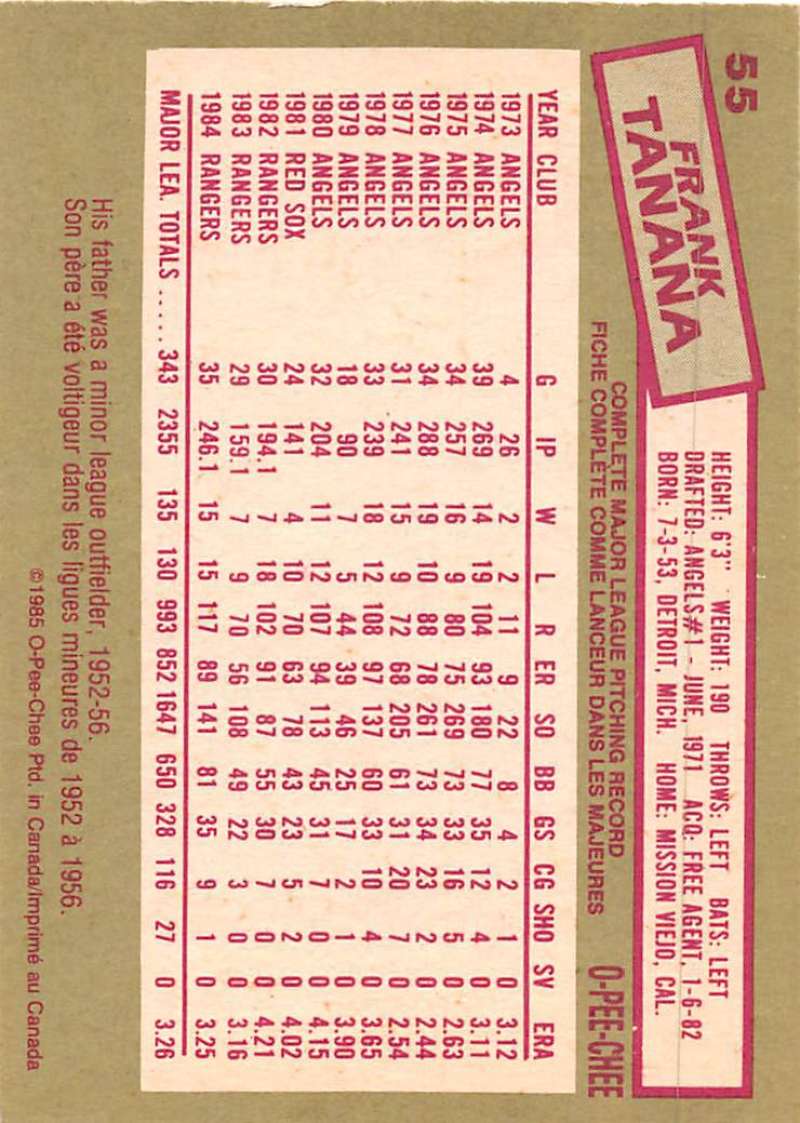 55
FRANK
TANANA
HEIGHT: 6'3" WEIGHT: 190 THROWS: LEFT BATS: LEFT
DRAFTED: ANGELS #1 - JUNE, 1971 ACQ: FREE AGENT, 1-6-82
BORN: 7-3-53, DETROIT, MICH. HOME: MISSION VIEJO, CAL.
COMPLETE MAJOR LEAGUE PITCHING RECORD
FICHE COMPLÈTE COMME LANCEUR DANS LES MAJEURES
O-PEE-CHEE
YEAR CLUB G IP W L R ER SO BB GS CG SHO SV ERA
1973 ANGELS 4 26 2 2 11 9 22 8 4 2 1 0 3.12
1974 ANGELS 39 269 14 19 104 93 180 77 35 12 4 0 3.11
1975 ANGELS 34 257 16 9 80 75 269 73 33 16 5 0 2.63
1976 ANGELS 34 288 19 10 88 78 261 73 34 23 2 0 2.44
1977 ANGELS 31 241 15 9 72 68 205 61 31 20 7 0 2.54
1978 ANGELS 33 239 18 12 108 97 137 60 33 10 4 0 3.65
1979 ANGELS 18 90 7 5 44 39 46 25 17 2 1 0 3.90
1980 ANGELS 32 204 11 12 107 94 113 45 31 7 0 0 4.15
1981 RED SOX 24 141 4 10 70 63 78 43 23 5 2 0 4.02
1982 RANGERS 30 194.1 7 18 102 91 87 55 30 7 0 0 4.21
1983 RANGERS 29 159.1 7 9 70 56 108 49 22 3 0 0 3.16
1984 RANGERS 35 246.1 15 15 117 89 141 81 35 9 1 0 3.25
MAJOR LEA. TOTALS ..... 343 2355 135 130 993 852 1647 650 328 116 27 0 3.26
His father was a minor league outfielder, 1952-56.
Son père a été voltigeur dans les ligues mineures de 1952 à 1956.
©1985 O-Pee-Chee Ptd. in Canada/Imprimé au Canada